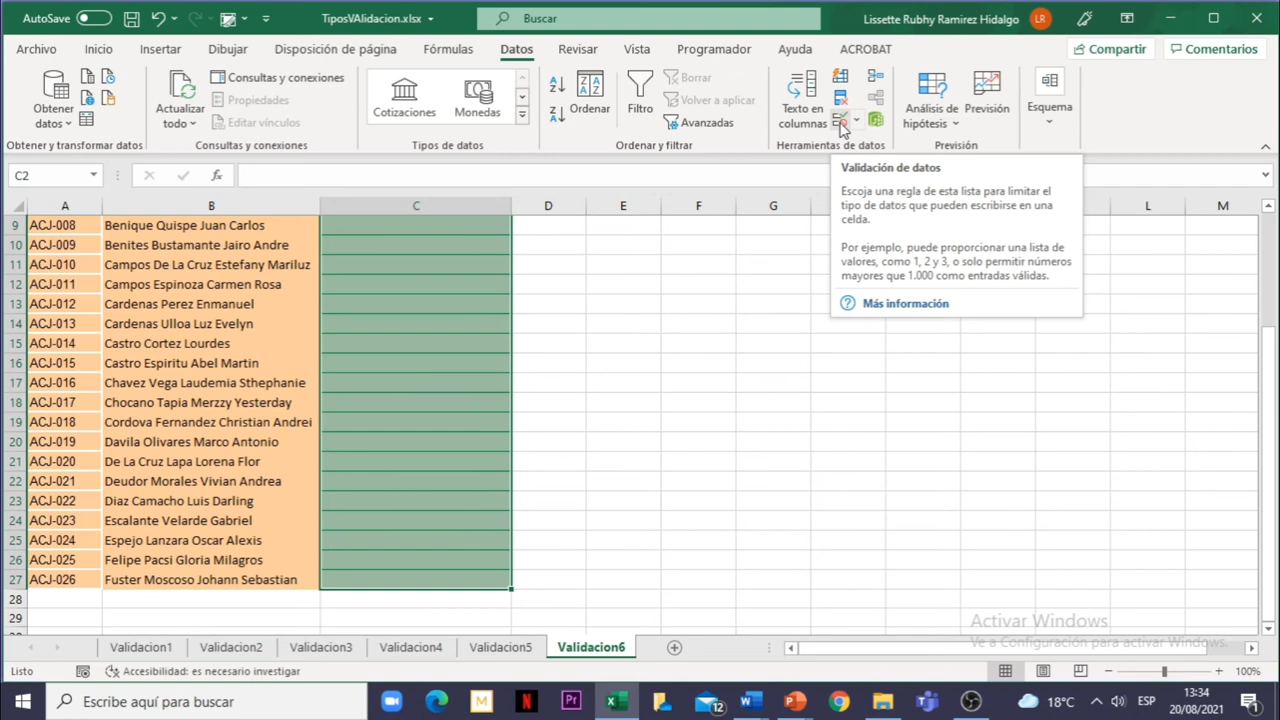 AutoSave
TiposVAlidacion.xlsx
Buscar
Lissette Rubhy Ramirez Hidalgo
LR
Archivo Inicio Insertar Dibujar Disposición de página Fórmulas Datos Revisar Vista Programador Ayuda ACROBAT
Compartir
Comentarios
Obtener
datos
Actualizar
todo
Consultas y conexiones
Propiedades
Editar vínculos
Cotizaciones
Monedas
Ordenar
Filtro
Borrar
Volver a aplicar
Avanzadas
Texto en
columnas
Análisis de
hipótesis
Previsión
Esquema
Obtener y transformar datos
Consultas y conexiones
Tipos de datos
Ordenar y filtrar
Herramientas de datos
Previsión
C2
fx
Validación de datos
Escoja una regla de esta lista para limitar el
tipo de datos que pueden escribirse en una
celda.
Por ejemplo, puede proporcionar una lista de
valores, como 1, 2 y 3, o solo permitir números
mayores que 1.000 como entradas válidas.
Más información
A B C D E F G L M
9 ACJ-008 Benique Quispe Juan Carlos
10 ACJ-009 Benites Bustamante Jairo Andre
11 ACJ-010 Campos De La Cruz Estefany Mariluz
12 ACJ-011 Campos Espinoza Carmen Rosa
13 ACJ-012 Cardenas Perez Enmanuel
14 ACJ-013 Cardenas Ulloa Luz Evelyn
15 ACJ-014 Castro Cortez Lourdes
16 ACJ-015 Castro Espiritu Abel Martin
17 ACJ-016 Chavez Vega Laudemia Sthephanie
18 ACJ-017 Chocano Tapia Merzzy Yesterday
19 ACJ-018 Cordova Fernandez Christian Andrei
20 ACJ-019 Davila Olivares Marco Antonio
21 ACJ-020 De La Cruz Lapa Lorena Flor
22 ACJ-021 Deudor Morales Vivian Andrea
23 ACJ-022 Diaz Camacho Luis Darling
24 ACJ-023 Escalante Velarde Gabriel
25 ACJ-024 Espejo Lanzara Oscar Alexis
26 ACJ-025 Felipe Pacsi Gloria Milagros
27 ACJ-026 Fuster Moscoso Johann Sebastian
28
29
Activar Windows
Ve a Configuración para activar Windows.
Validacion1 Validacion2 Validacion3 Validacion4 Validacion5 Validacion6
Listo
Accesibilidad: es necesario investigar
100%
Escribe aquí para buscar
12
18°C
ESP
13:34
20/08/2021
1